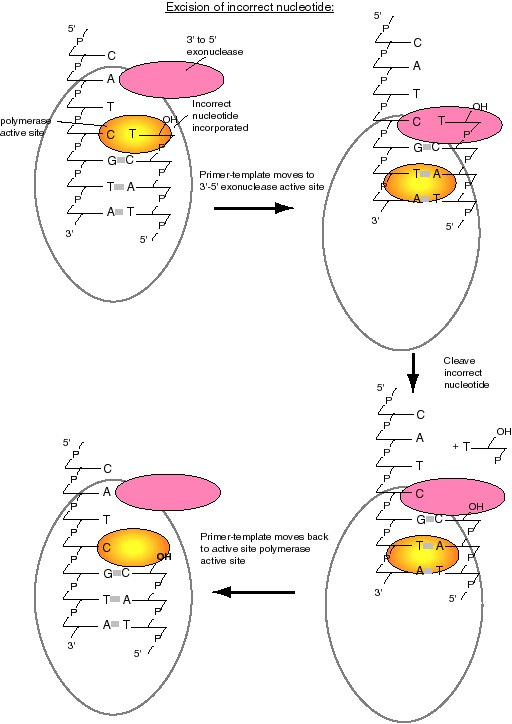 Excision of incorrect nucleotide:
5'
P
C
3' to 5'
exonuclease
P
A
P
T
OH
Incorrect
nucleotide
incorporated
polymerase
active site
P
C T
P
P
G C
P
P
T A
P
P
A T
P
3'
5'
Primer-template moves to
3'-5' exonuclease active site
5'
P
C
P
A
P
T
OH
P
C T
P
P
G C
P
P
T A
P
P
A T
P
3'
5'
Cleave
incorrect
nucleotide
5'
P
C
P
A
+ T
OH
P
P
T
P
C
OH
P
G C
P
P
T A
P
P
A T
P
3'
5'
Primer-template moves back
to active site polymerase
active site
5'
P
C
P
A
P
T
P
C
OH
P
G C
P
P
T A
P
P
A T
P
3'
5'